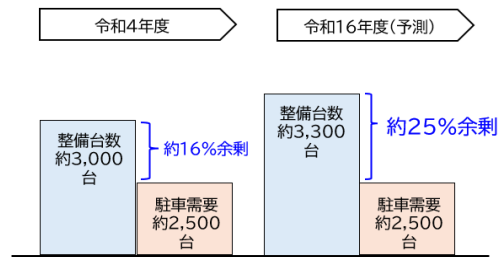 令和4年度
令和16年度(予測)
整備台数
約3,000
台
約16%余剰
駐車需要
約2,500
台
整備台数
約3,300
台
約25%余剰
駐車需要
約2,500
台